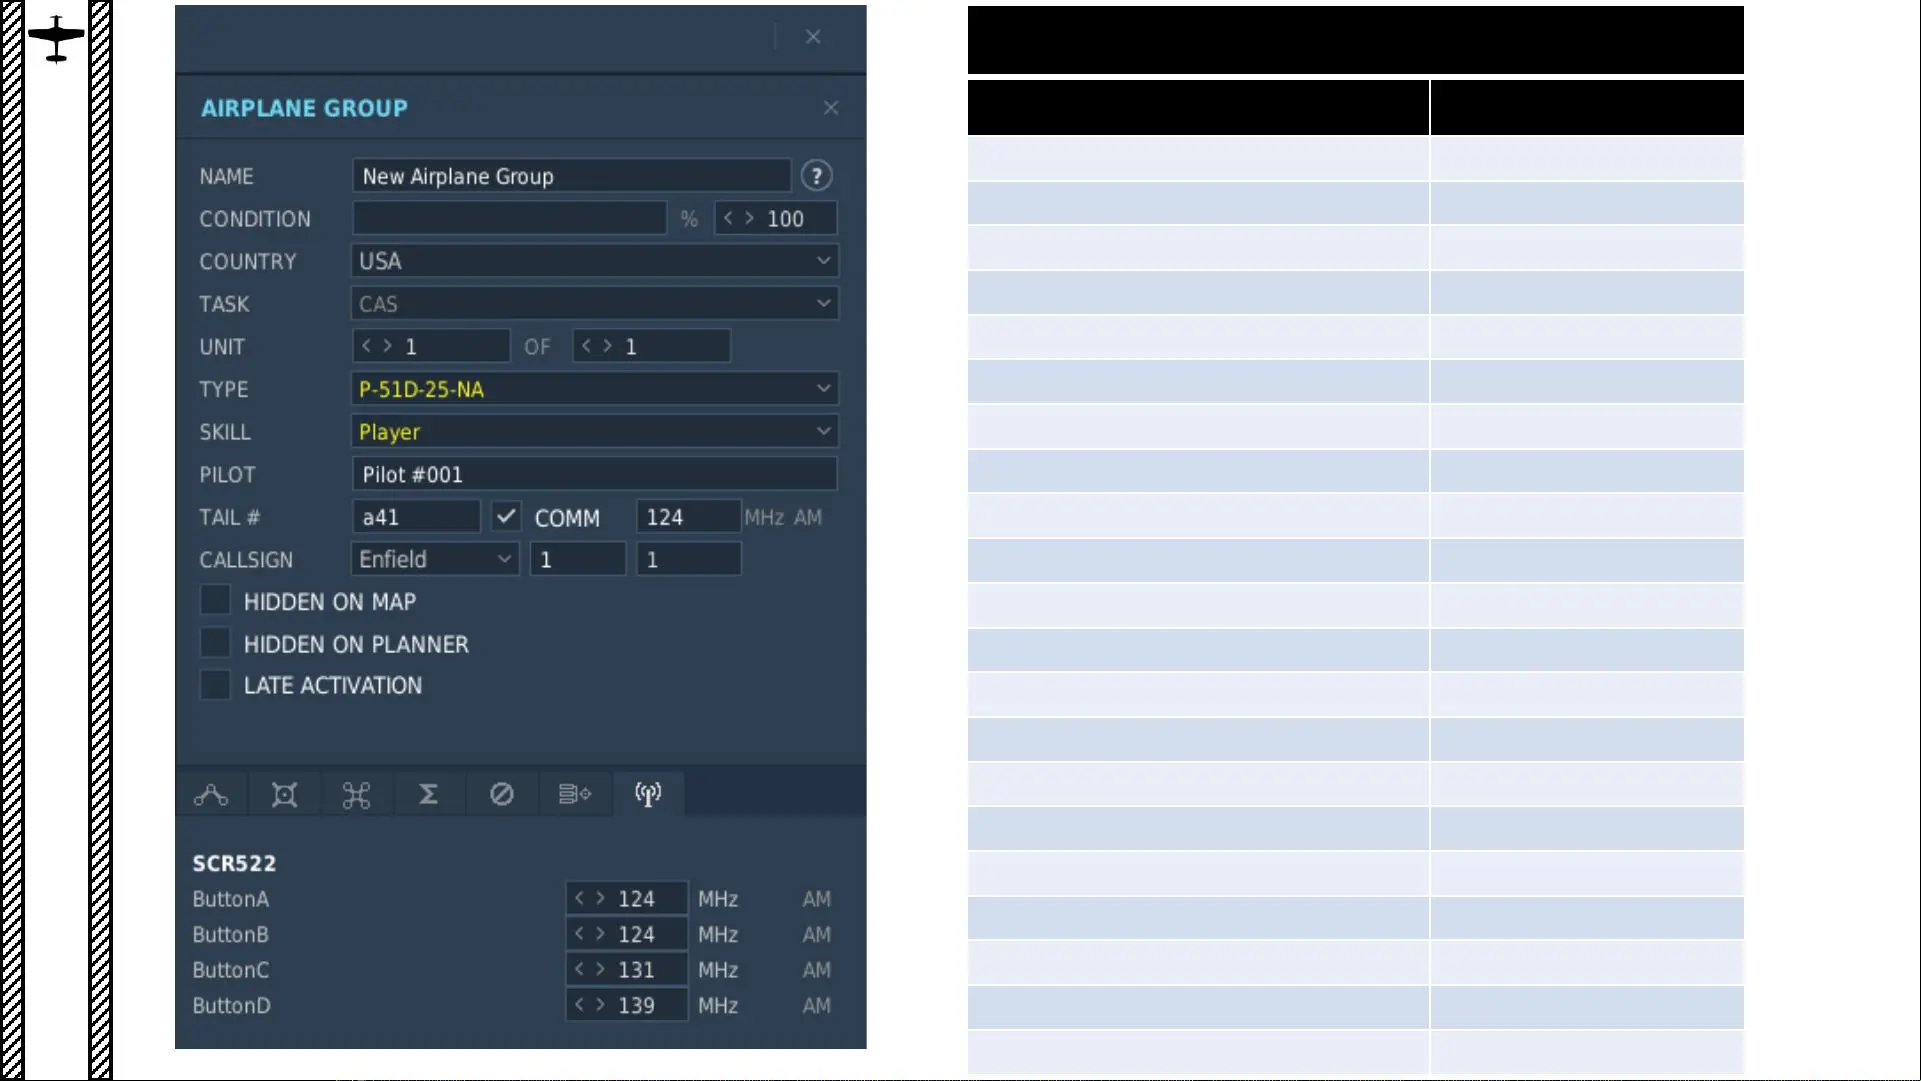 AIRPLANE GROUP
NAME New Airplane Group ?
CONDITION % < > 100
COUNTRY USA
TASK CAS
UNIT < > 1 OF < > 1
TYPE P-51D-25-NA
SKILL Player
PILOT Pilot #001
TAIL # a41 COMM 124 MHz AM
CALLSIGN Enfield 1 1
HIDDEN ON MAP
HIDDEN ON PLANNER
LATE ACTIVATION
SCR522
ButtonA < > 124 MHz AM
ButtonB < > 124 MHz AM
ButtonC < > 131 MHz AM
ButtonD < > 139 MHz AM